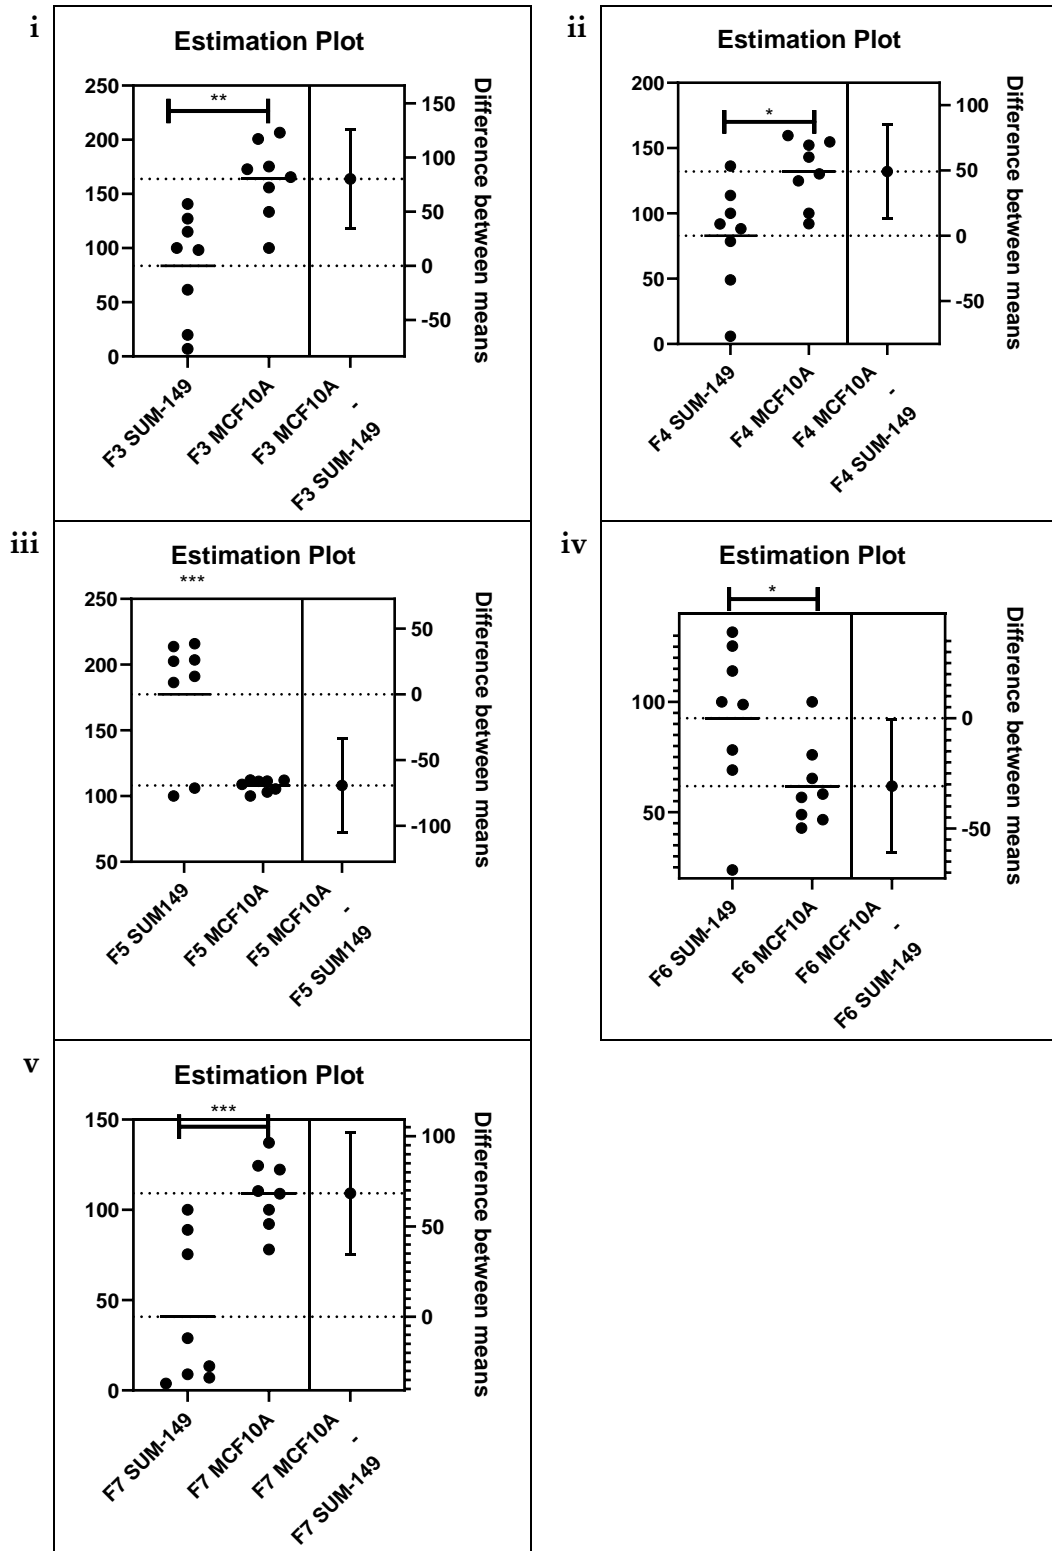 i
Estimation Plot
**
250
200
150
100
50
0
150
100
50
0
-50
Difference between means
F3 SUM-149
F3 MCF10A
F3 MCF10A
-
F3 SUM-149
ii
Estimation Plot
*
200
150
100
50
0
100
50
0
-50
Difference between means
F4 SUM-149
F4 MCF10A
F4 MCF10A
-
F4 SUM-149
iii
Estimation Plot
***
250
200
150
100
50
50
0
-50
-100
Difference between means
F5 SUM149
F5 MCF10A
F5 MCF10A
-
F5 SUM149
iv
Estimation Plot
*
100
50
0
-50
Difference between means
F6 SUM-149
F6 MCF10A
F6 MCF10A
-
F6 SUM-149
v
Estimation Plot
***
150
100
50
0
100
50
0
Difference between means
F7 SUM-149
F7 MCF10A
F7 MCF10A
-
F7 SUM-149